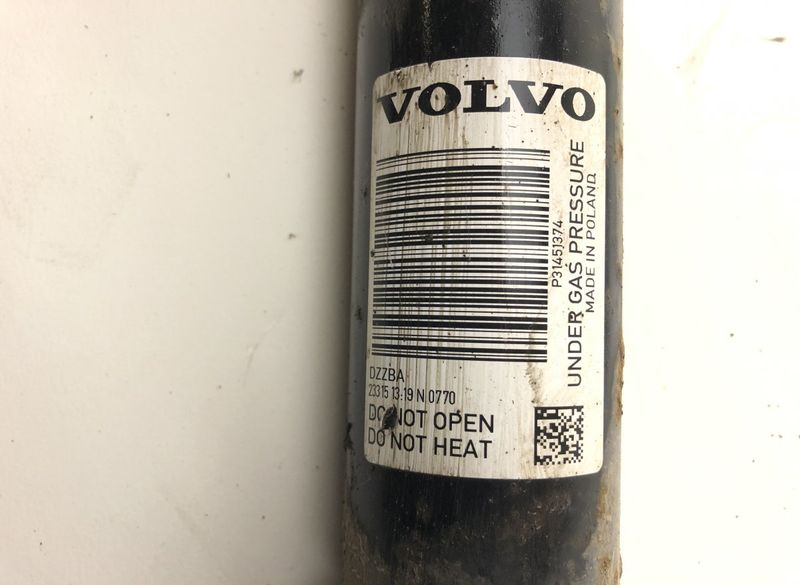 VOLVO
P31451374
UNDER GAS PRESSURE
MADE IN POLAND
DZZBA
23315 13:19 N 0770
DO NOT OPEN
DO NOT HEAT